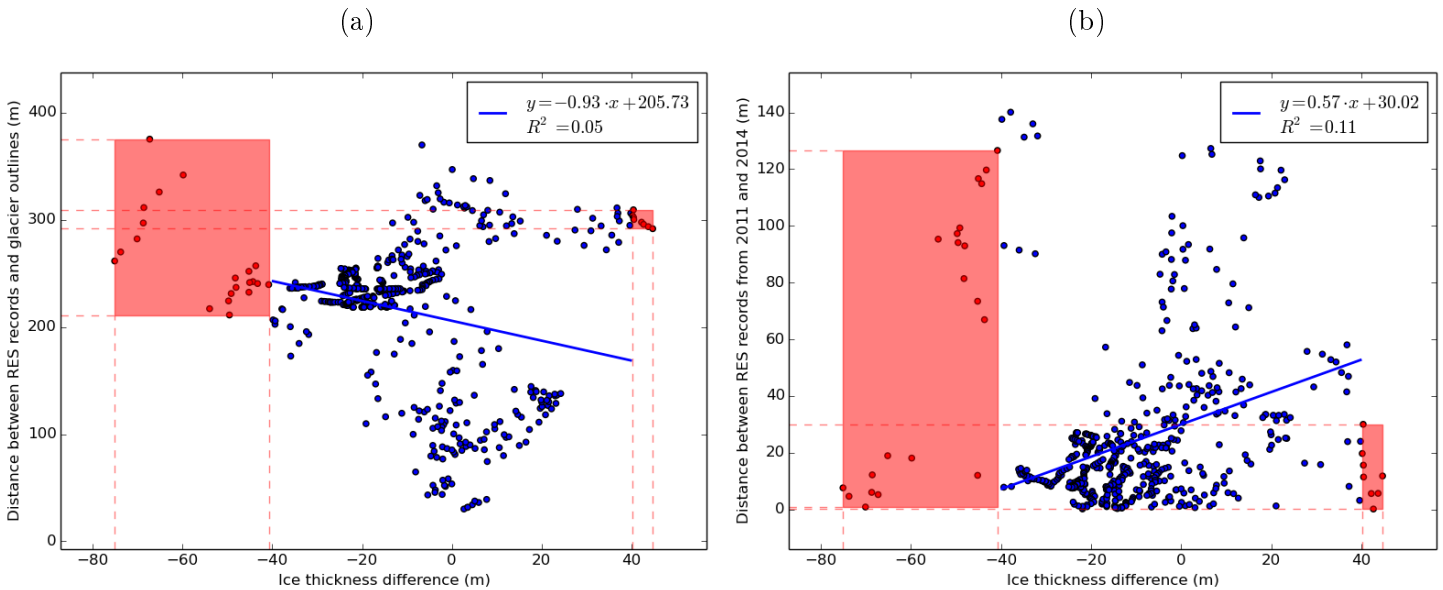 (a)
(b)
y=−0.93·x+205.73
R² =0.05
400
300
200
100
0
Distance between RES records and glacier outlines (m)
−80 −60 −40 −20 0 20 40
Ice thickness difference (m)
y=0.57·x+30.02
R² =0.11
140
120
100
80
60
40
20
0
Distance between RES records from 2011 and 2014 (m)
−80 −60 −40 −20 0 20 40
Ice thickness difference (m)